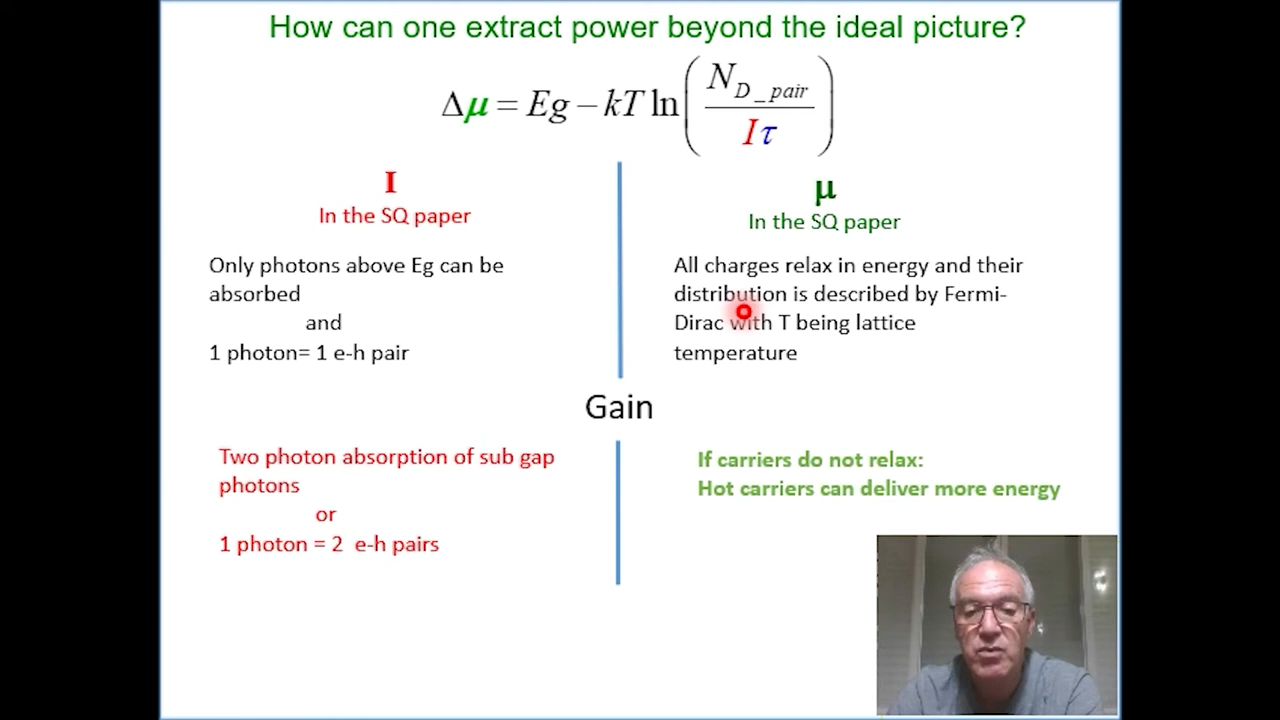 How can one extract power beyond the ideal picture?
Δμ = Eg − kT ln( N_{D_pair} / Iτ )
I
In the SQ paper
Only photons above Eg can be
absorbed
and
1 photon= 1 e-h pair
μ
In the SQ paper
All charges relax in energy and their
distribution is described by Fermi-
Dirac with T being lattice
temperature
Gain
Two photon absorption of sub gap
photons
or
1 photon = 2 e-h pairs
If carriers do not relax:
Hot carriers can deliver more energy